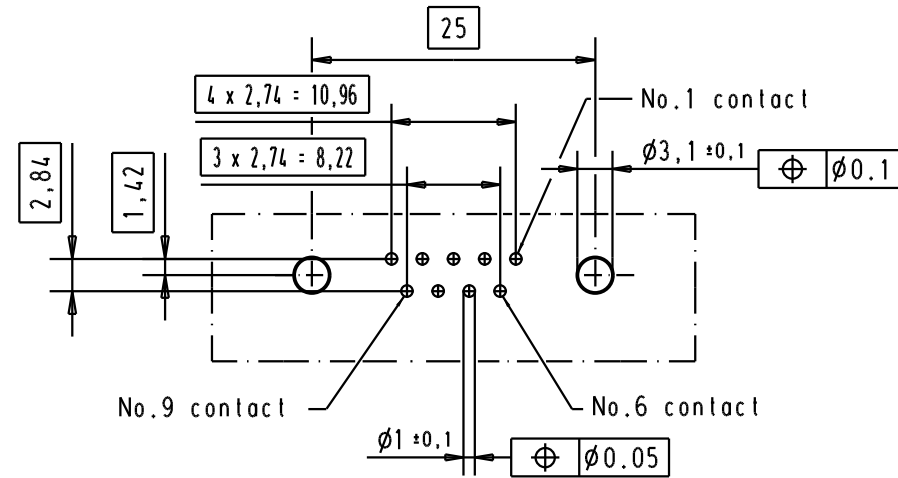 25
4 x 2,74 = 10,96
No.1 contact
3 x 2,74 = 8,22
Ø3,1 ±0,1
Ø0.1
2,84
1,42
No.9 contact
No.6 contact
Ø1 ±0,1
Ø0.05